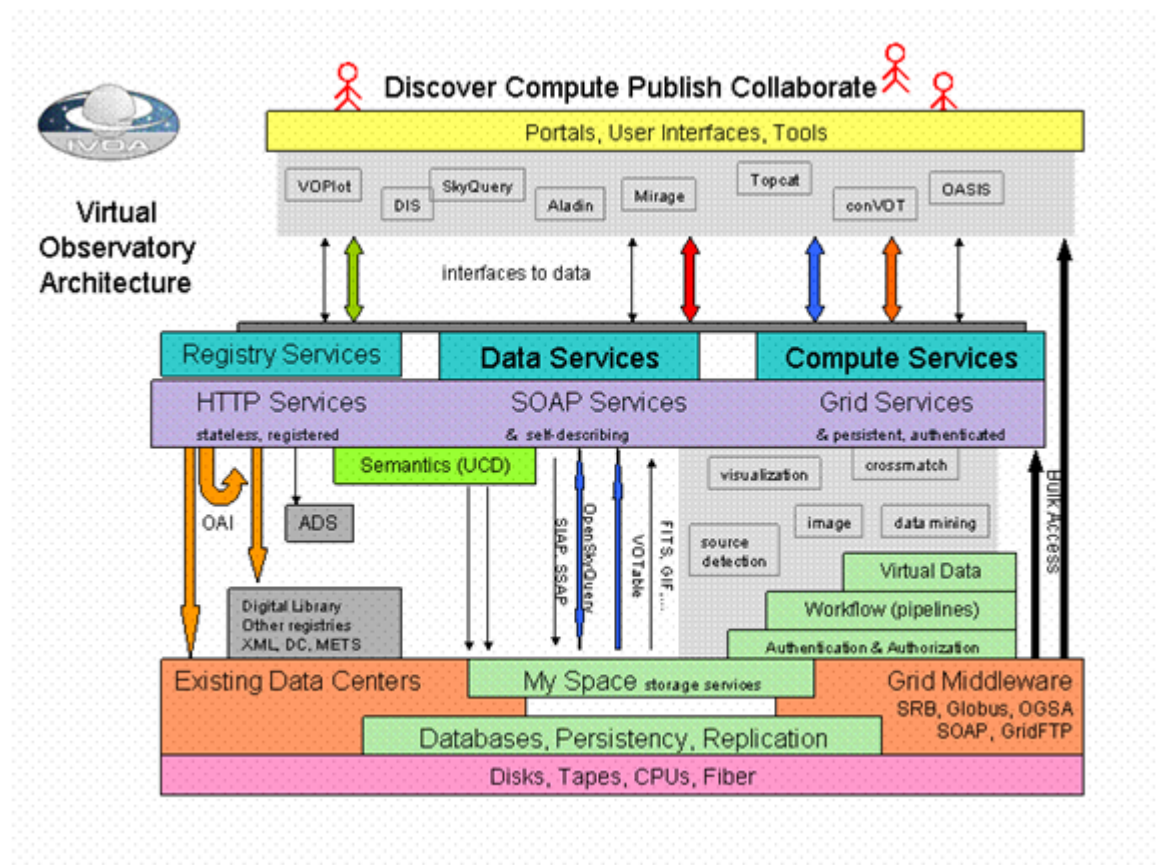 Discover Compute Publish Collaborate
IVOA
Portals, User Interfaces, Tools
Virtual
Observatory
Architecture
VOPlot
DIS
SkyQuery
Aladin
Mirage
Topcat
conVOT
OASIS
interfaces to data
Registry Services
Data Services
Compute Services
HTTP Services
stateless, registered
SOAP Services
& self-describing
Grid Services
& persistent, authenticated
Semantics (UCD)
OAI
ADS
SIAP, SSAP
OpenSkyQuery
VOTable
FITS, GIF,...
visualization
crossmatch
image
data mining
source
detection
Bulk Access
Virtual Data
Workflow (pipelines)
Authentication & Authorization
Digital Library
Other registries
XML, DC, METS
Existing Data Centers
My Space storage services
Grid Middleware
SRB, Globus, OGSA
SOAP, GridFTP
Databases, Persistency, Replication
Disks, Tapes, CPUs, Fiber